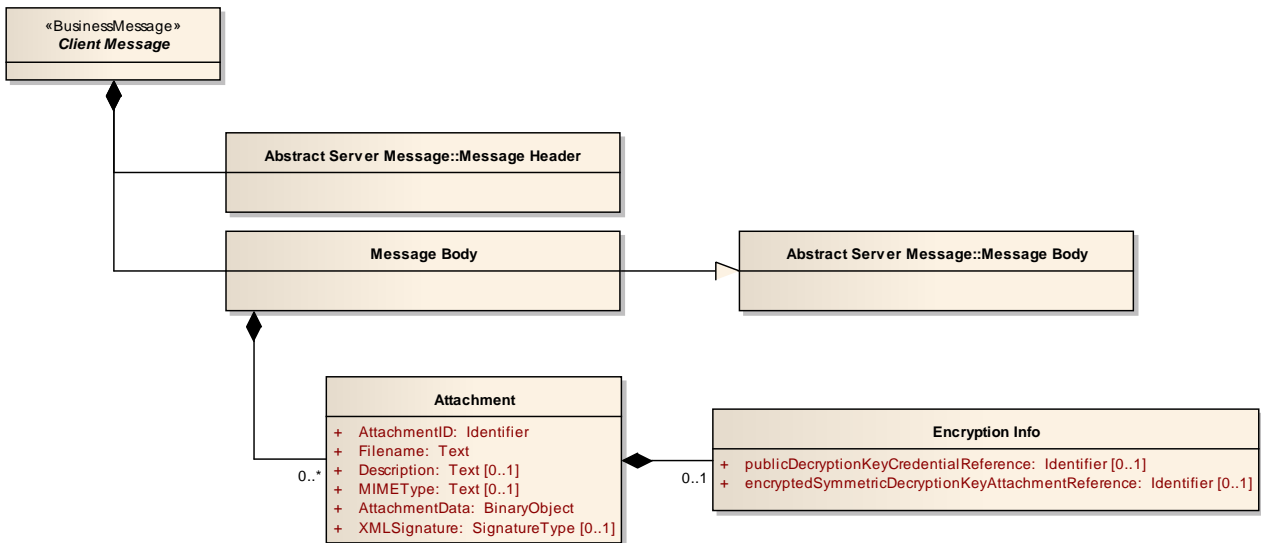 «BusinessMessage»
Client Message
Abstract Server Message::Message Header
Message Body
Abstract Server Message::Message Body
Attachment
+ AttachmentID: Identifier
+ Filename: Text
+ Description: Text [0..1]
+ MIMEType: Text [0..1]
+ AttachmentData: BinaryObject
+ XMLSignature: SignatureType [0..1]
0..*
Encryption Info
+ publicDecryptionKeyCredentialReference: Identifier [0..1]
+ encryptedSymmetricDecryptionKeyAttachmentReference: Identifier [0..1]
0..1